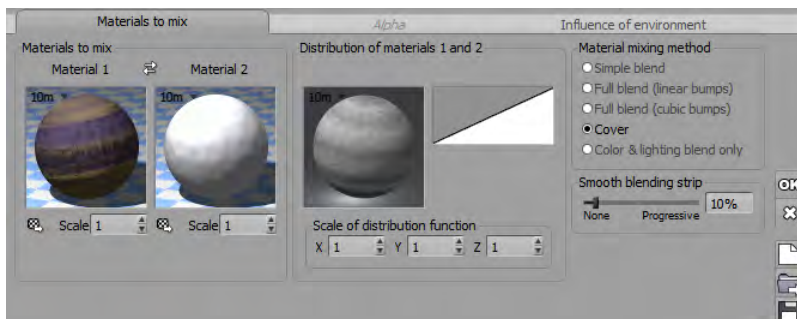 Materials to mix
Alpha
Influence of environment
Materials to mix
Material 1
Material 2
10m
10m
Scale 1
Scale 1
Distribution of materials 1 and 2
10m
Scale of distribution function
X 1 Y 1 Z 1
Material mixing method
Simple blend
Full blend (linear bumps)
Full blend (cubic bumps)
Cover
Color & lighting blend only
Smooth blending strip
10%
None Progressive
OK